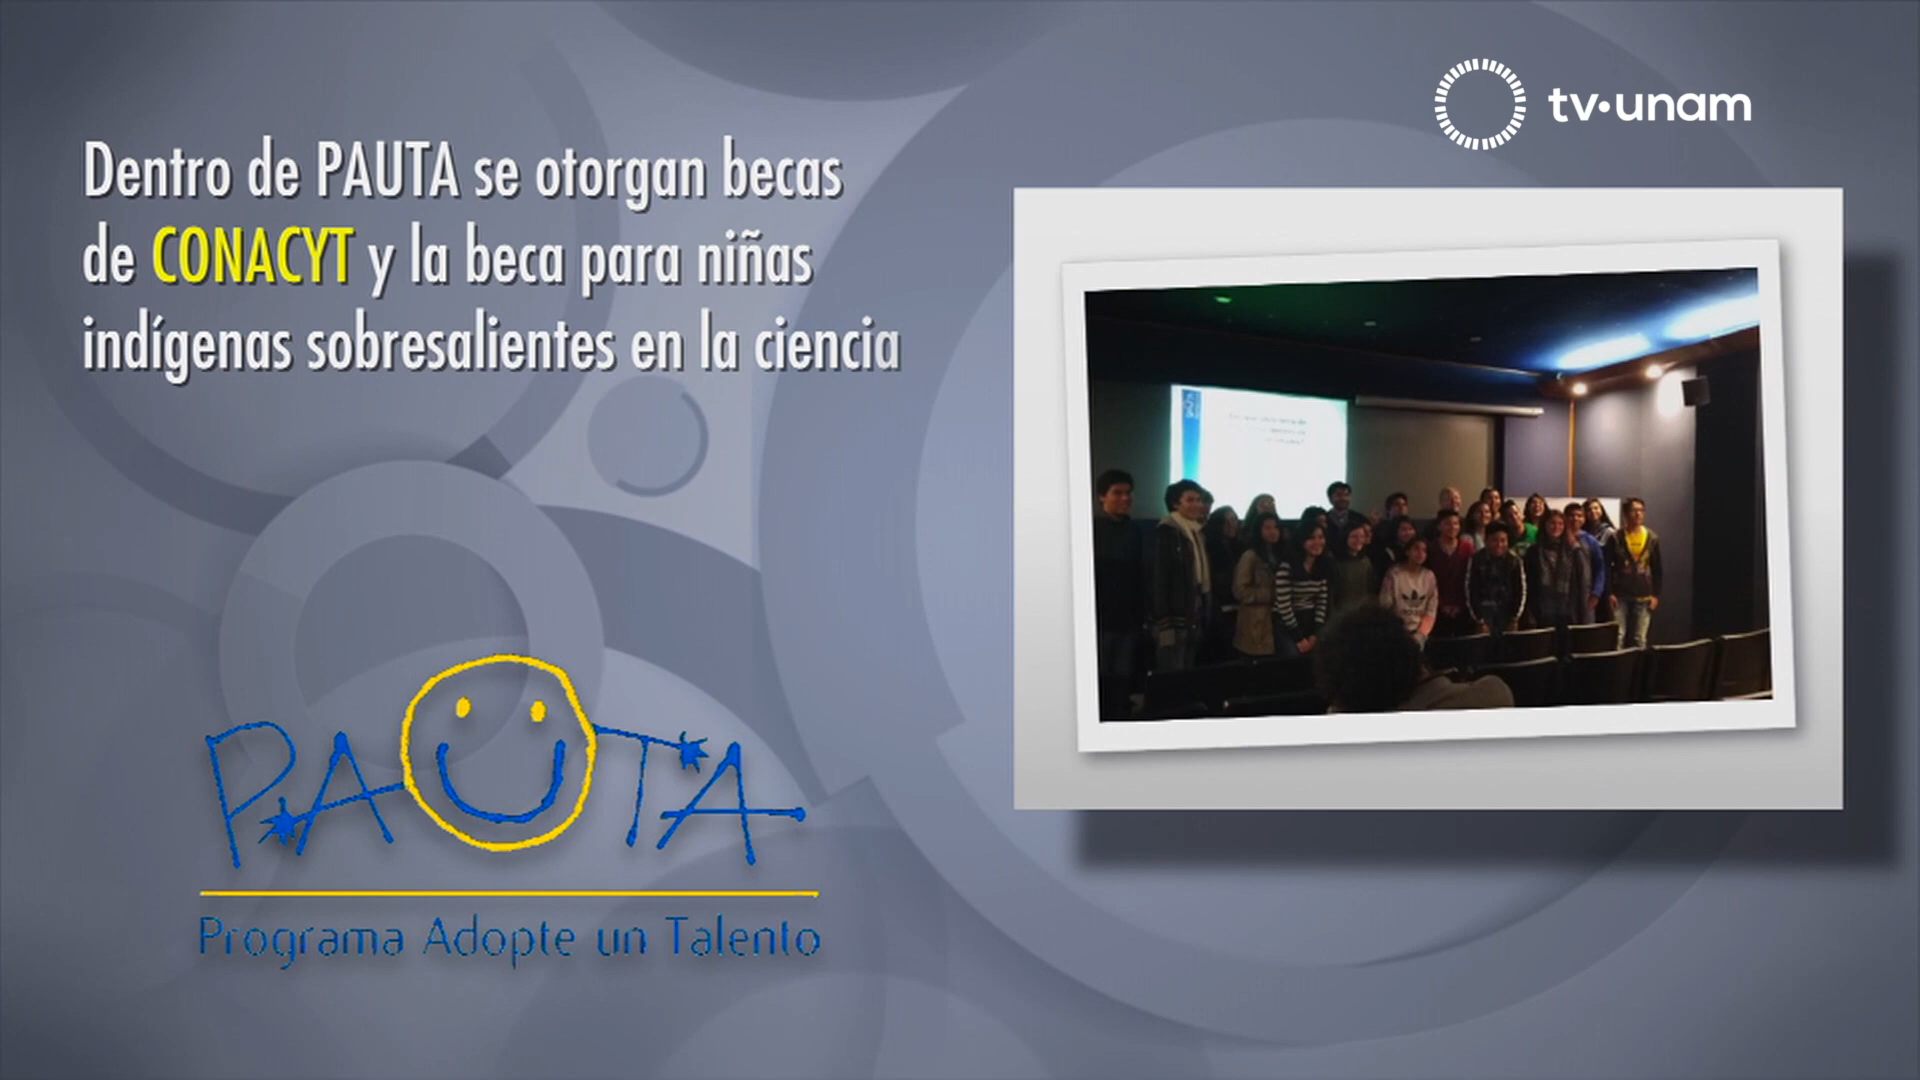 tv·unam
Dentro de PAUTA se otorgan becas
de CONACYT y la beca para niñas
indígenas sobresalientes en la ciencia
PAUTA
Programa Adopte un Talento